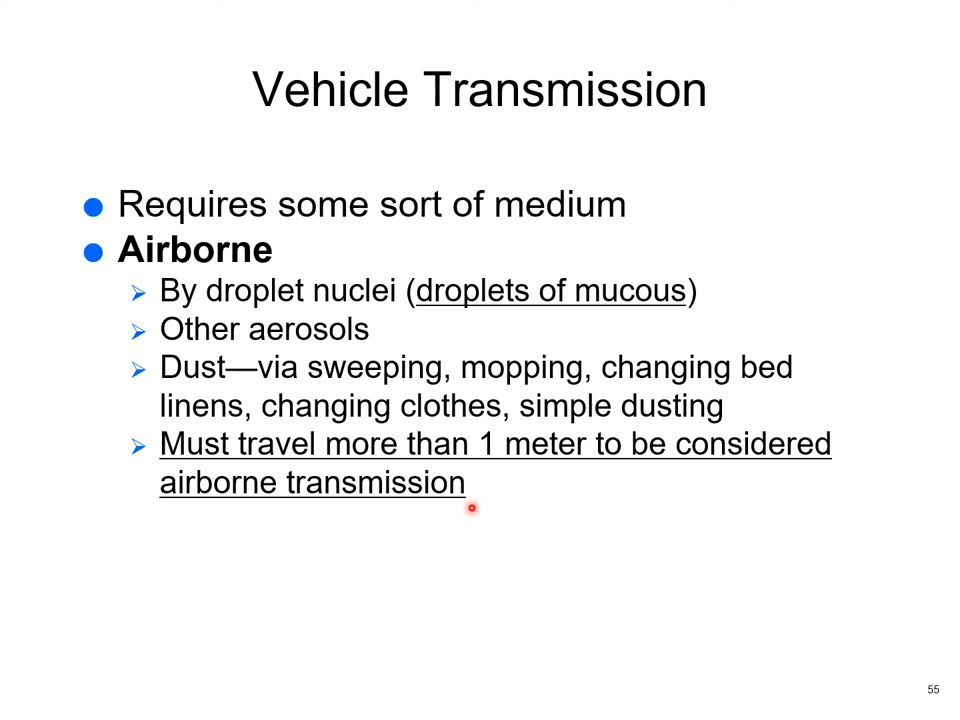 Vehicle Transmission
Requires some sort of medium
Airborne
By droplet nuclei (droplets of mucous)
Other aerosols
Dust—via sweeping, mopping, changing bed
linens, changing clothes, simple dusting
Must travel more than 1 meter to be considered
airborne transmission
55